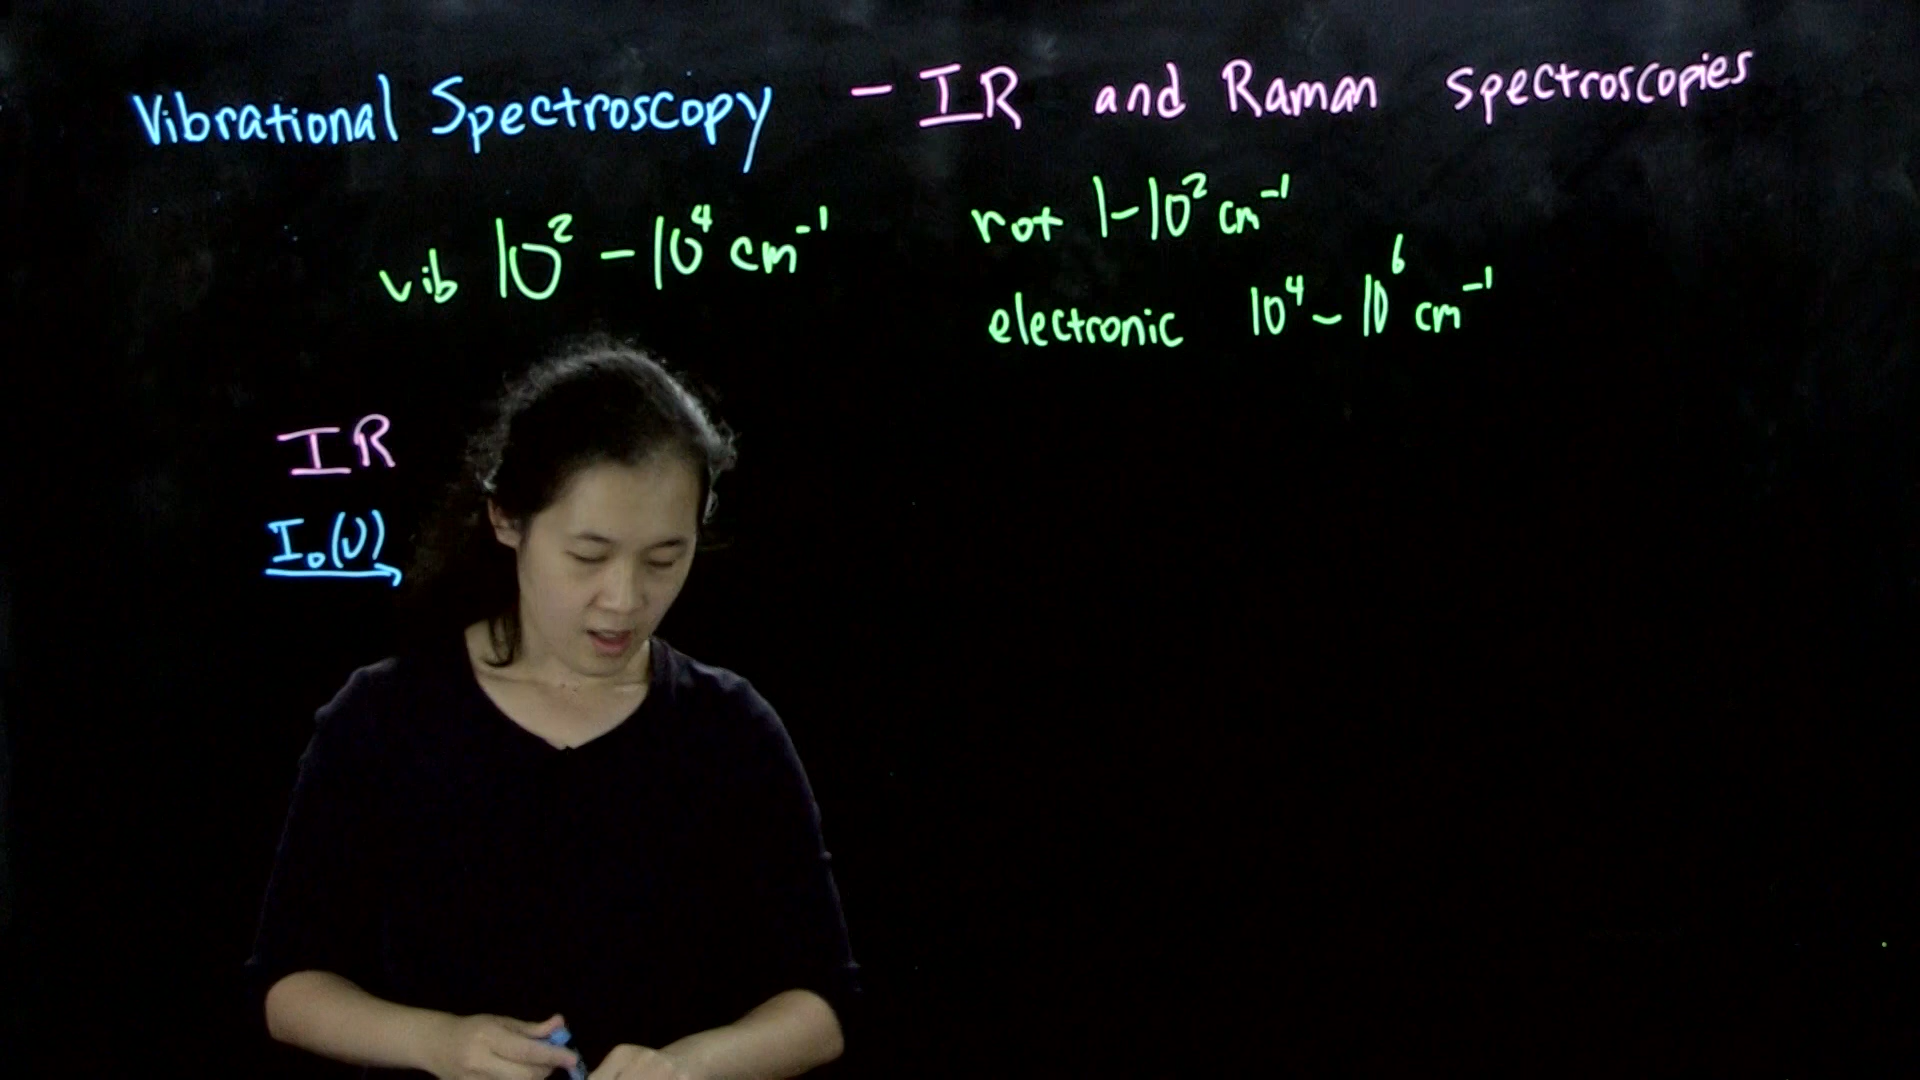 Vibrational Spectroscopy - IR and Raman Spectroscopies
vib 10² - 10⁴ cm⁻¹
rot 1-10² cm⁻¹
electronic 10⁴ - 10⁶ cm⁻¹
IR
I₀(ν)